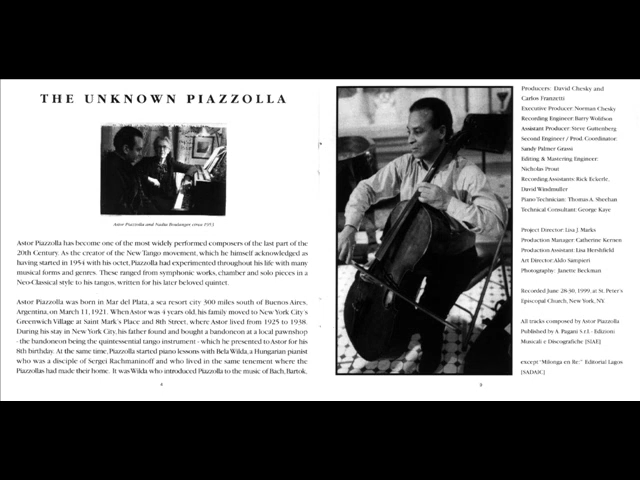 THE UNKNOWN PIAZZOLLA
Astor Piazzolla and Nadia Boulanger circa 1953
Astor Piazzolla has become one of the most widely performed composers of the last part of the
20th Century. As the creator of the New Tango movement, which he himself acknowledged as
having started in 1954 with his octet, Piazzolla had experimented throughout his life with many
musical forms and genres. These ranged from symphonic works, chamber and solo pieces in a
Neo-Classical style to his tangos, written for his later beloved quintet.
Astor Piazzolla was born in Mar del Plata, a sea resort city 300 miles south of Buenos Aires,
Argentina, on March 11, 1921. When Astor was 4 years old, his family moved to New York City's
Greenwich Village at Saint Mark's Place and 8th Street, where Astor lived from 1925 to 1938.
During his stay in New York City, his father found and bought a bandoneon at a local pawnshop
- the bandoneon being the quintessential tango instrument - which he presented to Astor for his
8th birthday. At the same time, Piazzolla started piano lessons with Bela Wilda, a Hungarian pianist
who was a disciple of Sergei Rachmaninoff and who lived in the same tenement where the
Piazzollas had made their home. It was Wilda who introduced Piazzolla to the music of Bach, Bartok,
4
Producers: David Chesky and
Carlos Franzetti
Executive Producer: Norman Chesky
Recording Engineer: Barry Wolifson
Assistant Producer: Steve Guttenberg
Second Engineer / Prod. Coordinator:
Sandy Palmer Grassi
Editing & Mastering Engineer:
Nicholas Prout
Recording Assistants: Rick Eckerle,
David Windmuller
Piano Technician: Thomas A. Sheehan
Technical Consultant: George Kaye
Project Director: Lisa J. Marks
Production Manager: Catherine Kernen
Production Assistant: Lisa Hershfield
Art Director: Aldo Sampieri
Photography: Janette Beckman
Recorded June 28-30, 1999, at St. Peter's
Episcopal Church, New York, NY.
All tracks composed by Astor Piazzolla
Published by A. Pagani S.r.l. - Edizioni
Musicali e Discografiche [SIAE]
except "Milonga en Re:" Editorial Lagos
[SADAIC]
9